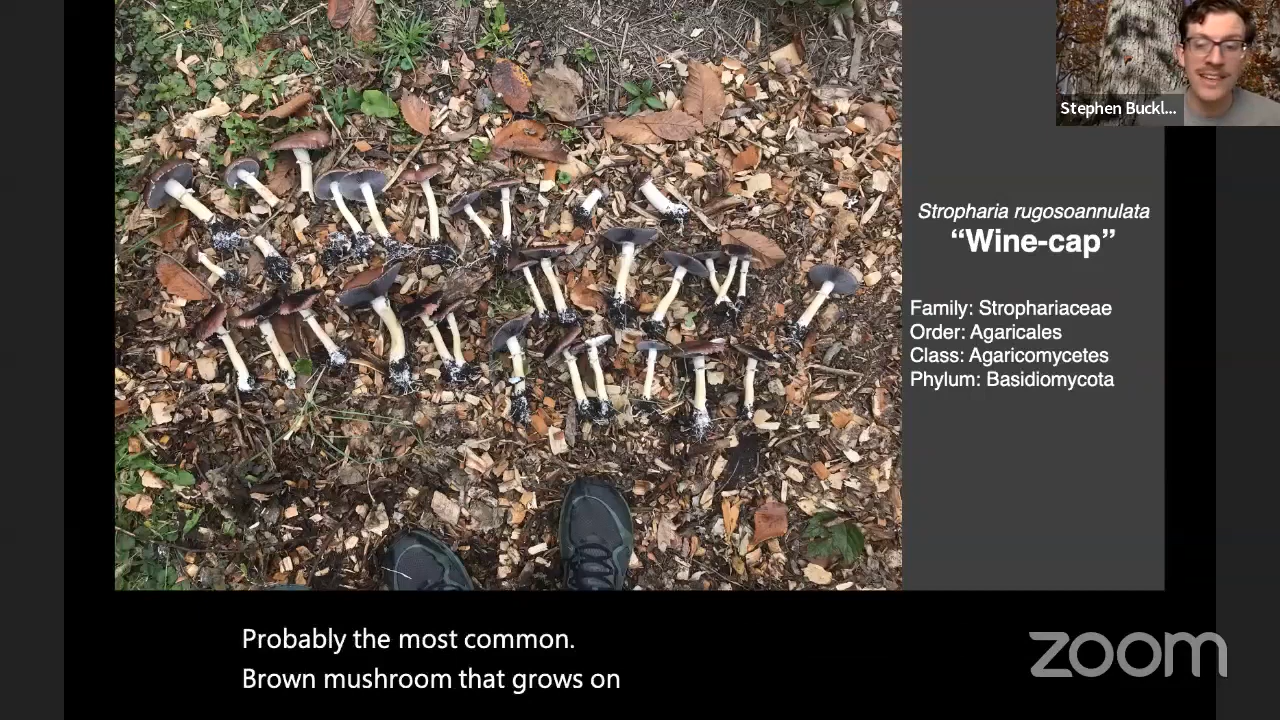 Stephen Buckl...
Stropharia rugosoannulata
“Wine-cap”
Family: Strophariaceae
Order: Agaricales
Class: Agaricomycetes
Phylum: Basidiomycota
Probably the most common.
Brown mushroom that grows on
zoom